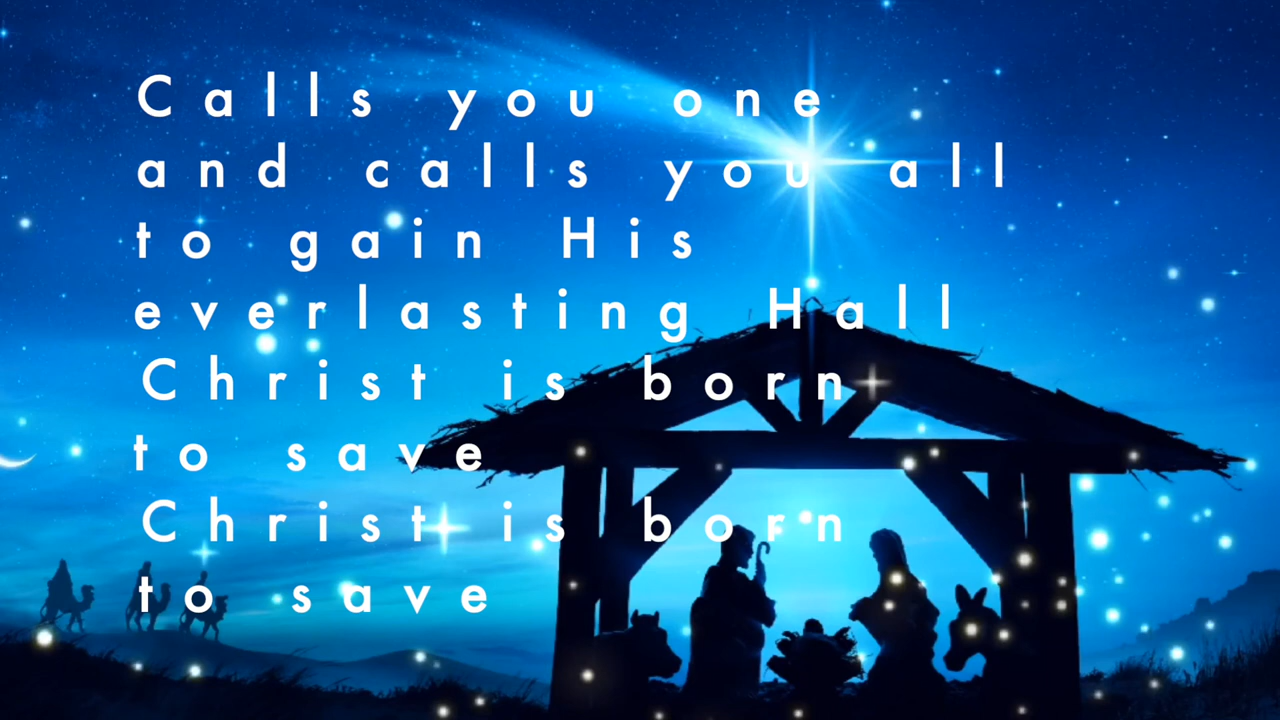 Calls you one
and calls you all
to gain His
everlasting Hall
Christ is born
to save
Christ is born
to save